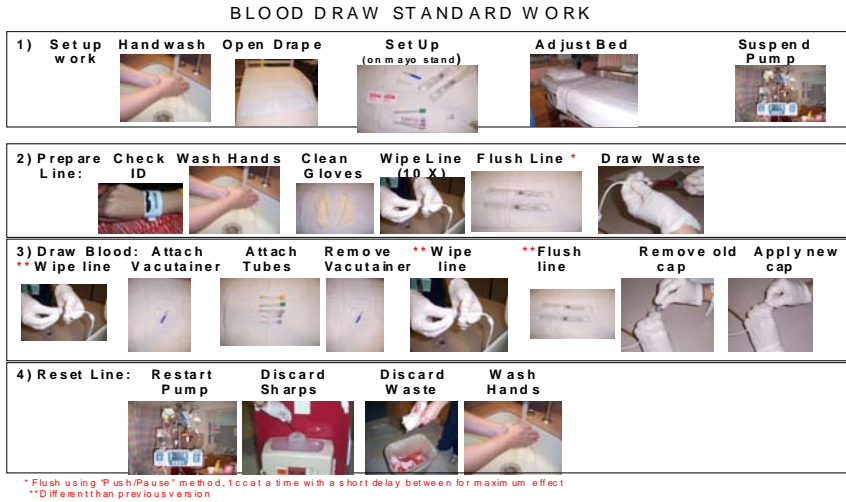 BLOOD DRAW STANDARD WORK
1) Set up work
Handwash
Open Drape
Set Up
(on mayo stand)
Adjust Bed
Suspend Pump
2) Prepare Line:
Check ID
Wash Hands
Clean Gloves
Wipe Line (10 X)
Flush Line *
Draw Waste
3) Draw Blood:
** Wipe line
Attach Vacutainer
Attach Tubes
Remove Vacutainer
** Wipe line
** Flush line
Remove old cap
Apply new cap
4) Reset Line:
Restart Pump
Discard Sharps
Discard Waste
Wash Hands
* Flush using "Push/Pause" method, 1cc at a time with a short delay between for maximum effect
**Different than previous version